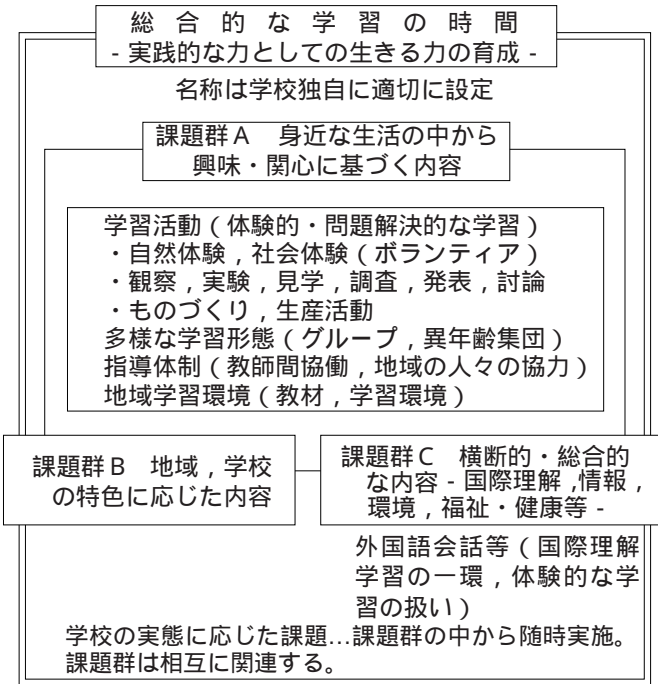 総合的な学習の時間
- 実践的な力としての生きる力の育成 -
名称は学校独自に適切に設定
課題群A 身近な生活の中から
興味・関心に基づく内容
学習活動(体験的・問題解決的な学習)
・自然体験,社会体験(ボランティア)
・観察,実験,見学,調査,発表,討論
・ものづくり,生産活動
多様な学習形態(グループ,異年齢集団)
指導体制(教師間協働,地域の人々の協力)
地域学習環境(教材,学習環境)
課題群B 地域,学校
の特色に応じた内容
課題群C 横断的・総合的
な内容 - 国際理解,情報,
環境,福祉・健康等 -
外国語会話等(国際理解
学習の一環,体験的な学
習の扱い)
学校の実態に応じた課題…課題群の中から随時実施。
課題群は相互に関連する。